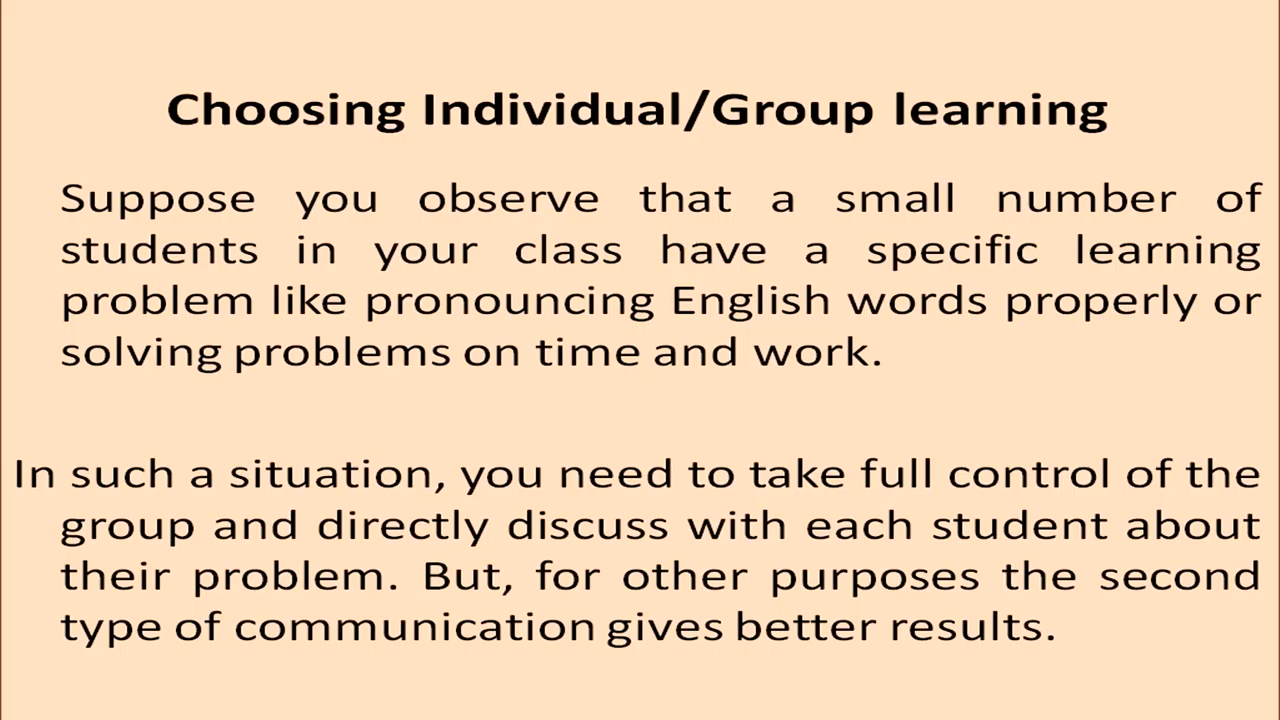 Choosing Individual/Group learning
Suppose you observe that a small number of
students in your class have a specific learning
problem like pronouncing English words properly or
solving problems on time and work.
In such a situation, you need to take full control of the
group and directly discuss with each student about
their problem. But, for other purposes the second
type of communication gives better results.